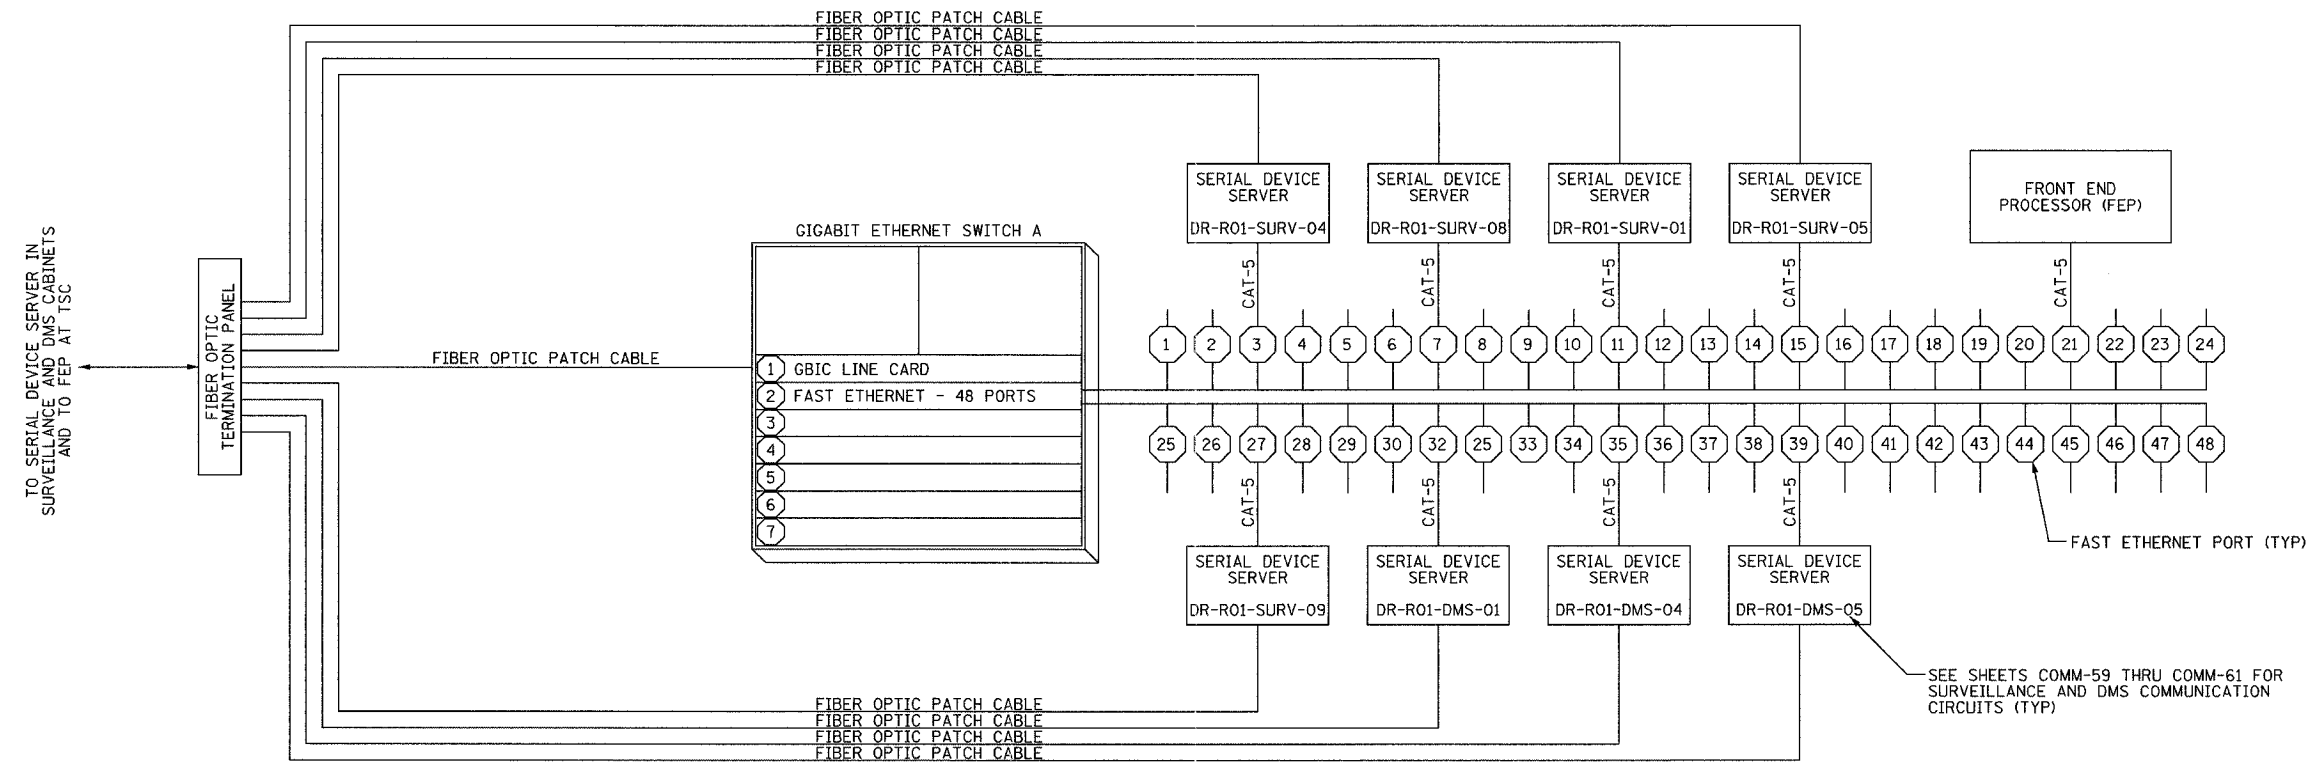 FIBER OPTIC PATCH CABLE
FIBER OPTIC PATCH CABLE
FIBER OPTIC PATCH CABLE
FIBER OPTIC PATCH CABLE
SERIAL DEVICE
SERVER
DR-R01-SURV-04
SERIAL DEVICE
SERVER
DR-R01-SURV-08
SERIAL DEVICE
SERVER
DR-R01-SURV-01
SERIAL DEVICE
SERVER
DR-R01-SURV-05
FRONT END
PROCESSOR (FEP)
TO SERIAL DEVICE SERVER IN
SURVEILLANCE AND DMS CABINETS
AND TO FEP AT TSC
FIBER OPTIC
TERMINATION PANEL
FIBER OPTIC PATCH CABLE
GIGABIT ETHERNET SWITCH A
1 GBIC LINE CARD
2 FAST ETHERNET - 48 PORTS
3
4
5
6
7
CAT-5 CAT-5 CAT-5 CAT-5 CAT-5
1 2 3 4 5 6 7 8 9 10 11 12 13 14 15 16 17 18 19 20 21 22 23 24
25 26 27 28 29 30 32 25 33 34 35 36 37 38 39 40 41 42 43 44 45 46 47 48
CAT-5 CAT-5 CAT-5 CAT-5
FAST ETHERNET PORT (TYP)
SERIAL DEVICE
SERVER
DR-R01-SURV-09
SERIAL DEVICE
SERVER
DR-R01-DMS-01
SERIAL DEVICE
SERVER
DR-R01-DMS-04
SERIAL DEVICE
SERVER
DR-R01-DMS-05
SEE SHEETS COMM-59 THRU COMM-61 FOR
SURVEILLANCE AND DMS COMMUNICATION
CIRCUITS (TYP)
FIBER OPTIC PATCH CABLE
FIBER OPTIC PATCH CABLE
FIBER OPTIC PATCH CABLE
FIBER OPTIC PATCH CABLE